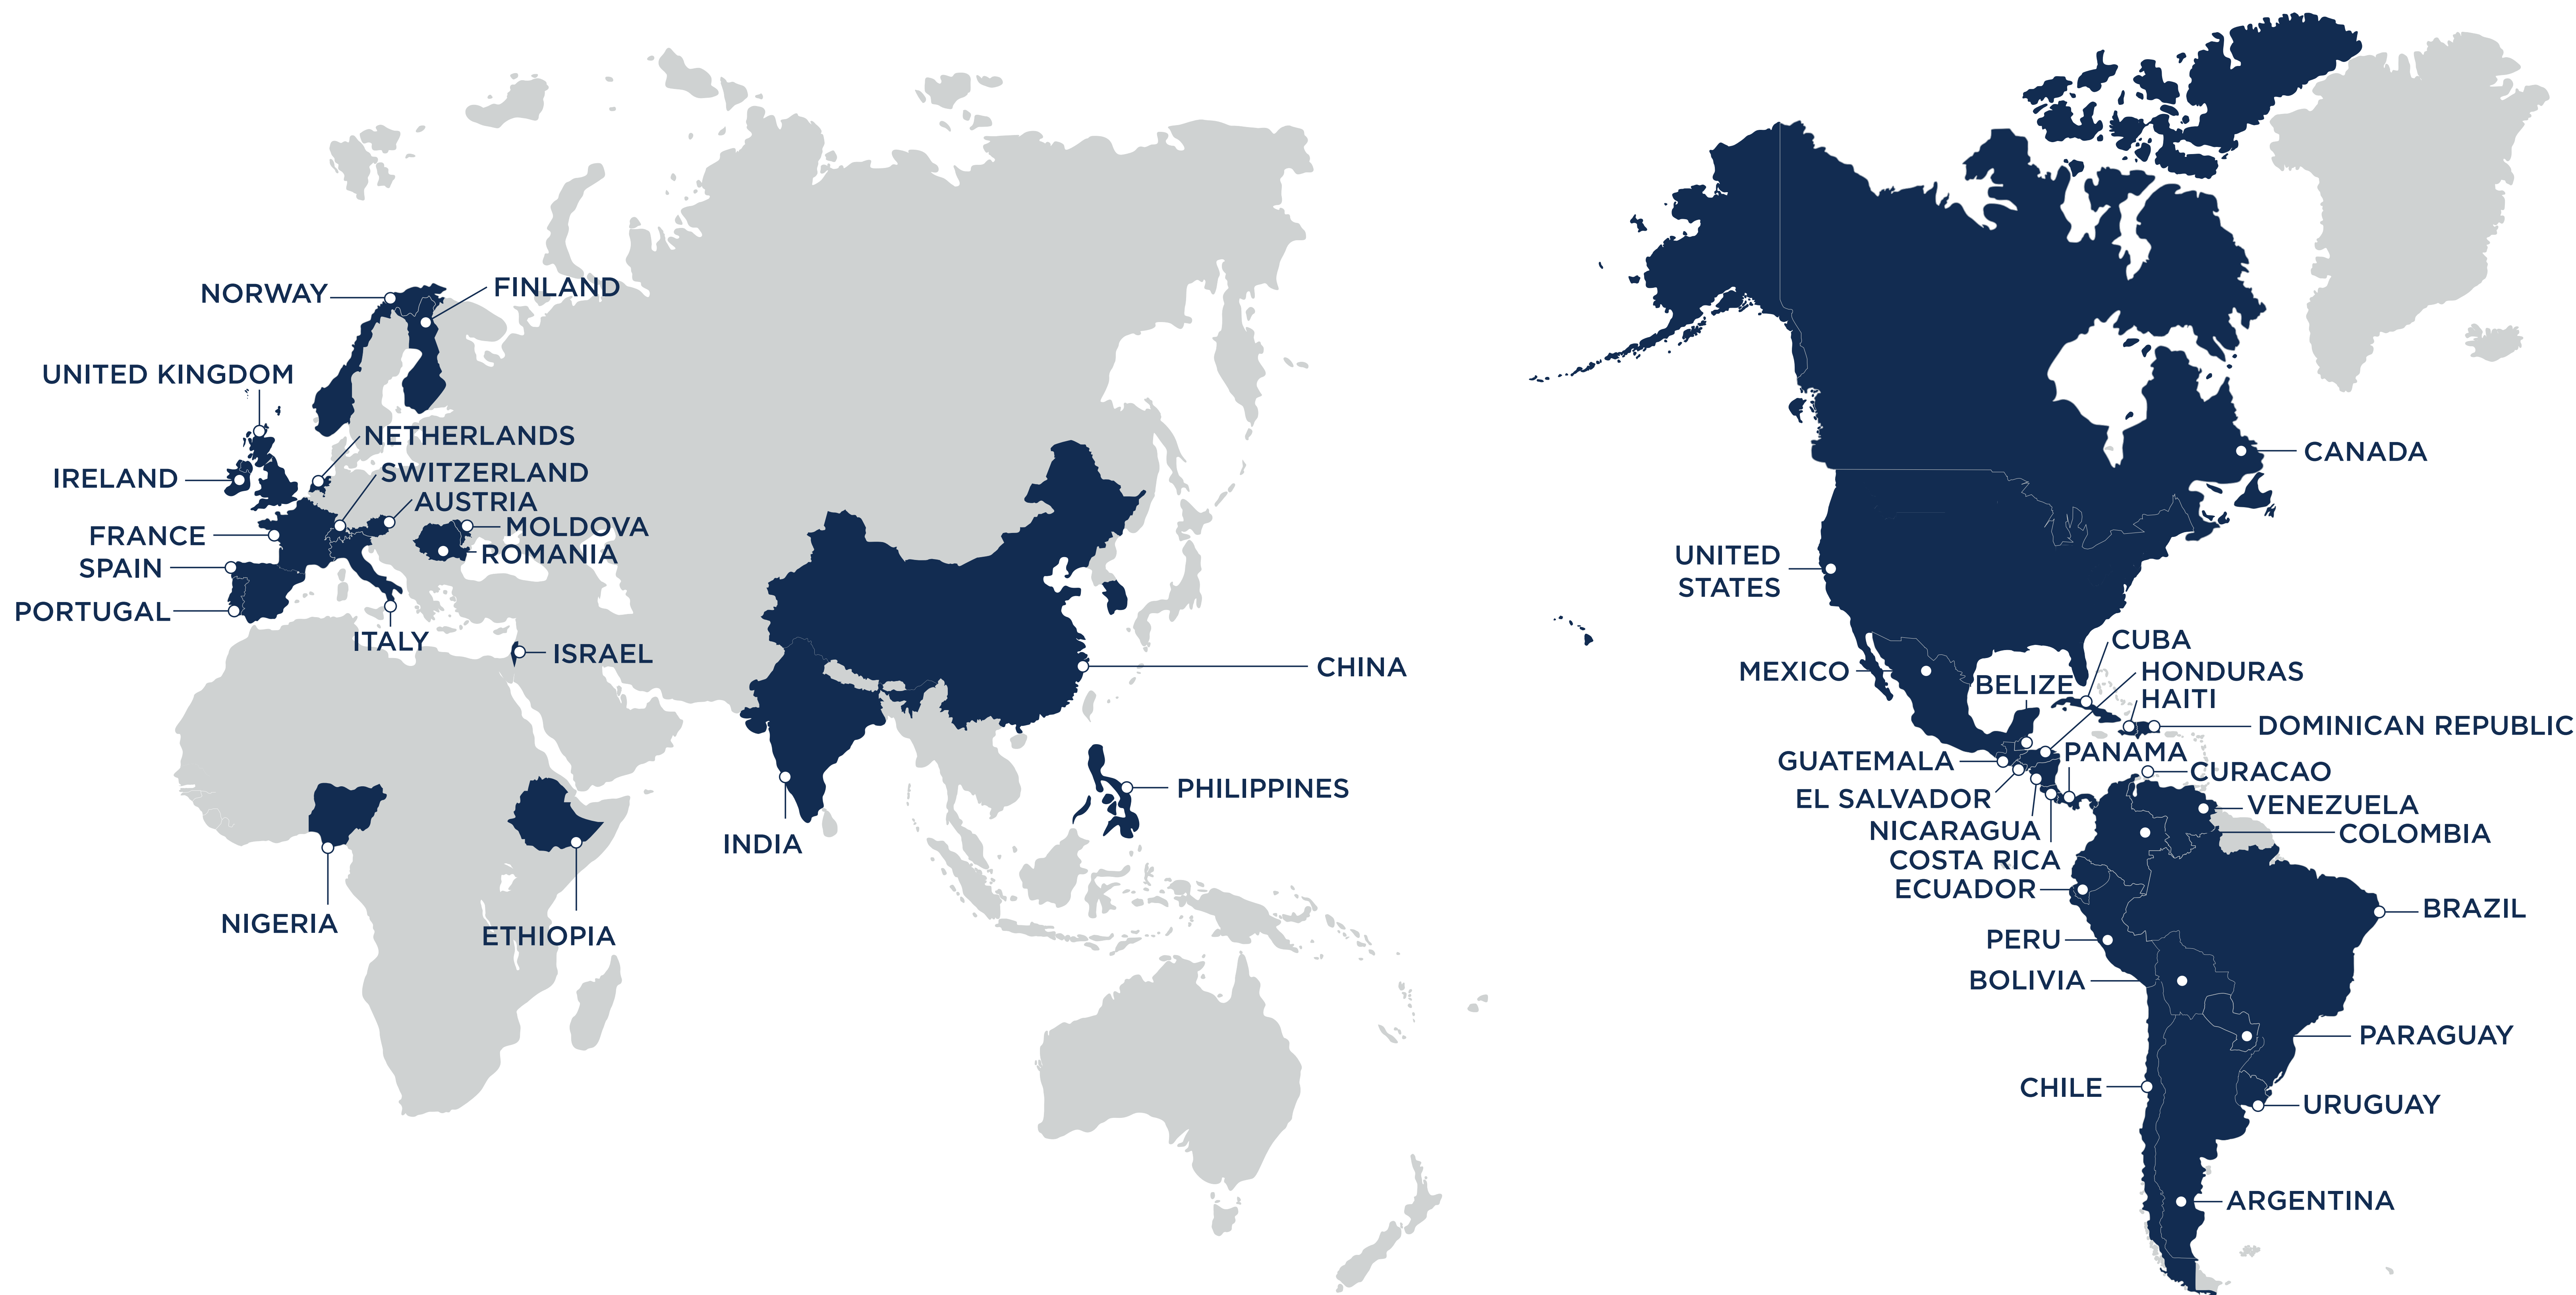 NORWAY
FINLAND
UNITED KINGDOM
NETHERLANDS
SWITZERLAND
IRELAND
AUSTRIA
MOLDOVA
FRANCE
ROMANIA
SPAIN
PORTUGAL
ITALY
ISRAEL
CHINA
PHILIPPINES
INDIA
NIGERIA
ETHIOPIA
CANADA
UNITED
STATES
CUBA
MEXICO
HONDURAS
BELIZE
HAITI
DOMINICAN REPUBLIC
PANAMA
GUATEMALA
CURACAO
EL SALVADOR
VENEZUELA
NICARAGUA
COLOMBIA
COSTA RICA
ECUADOR
BRAZIL
PERU
BOLIVIA
PARAGUAY
CHILE
URUGUAY
ARGENTINA